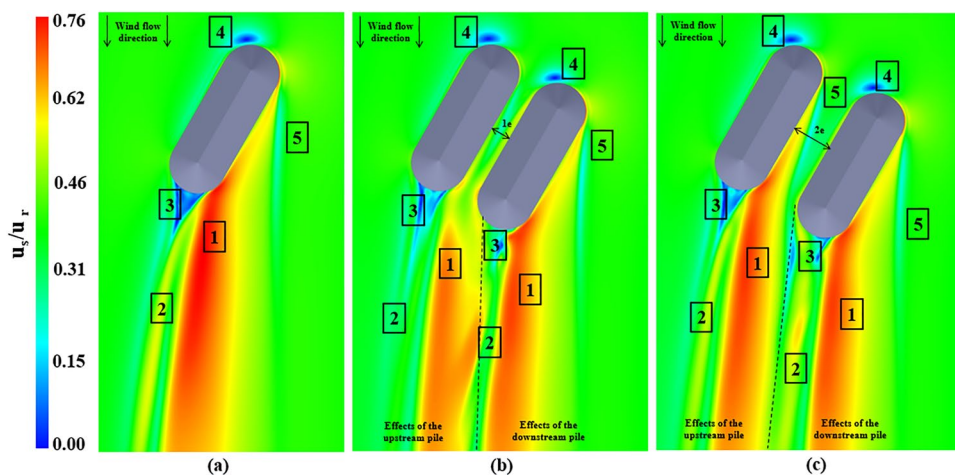 0.76
0.62
0.46
0.31
0.15
0.00
u_s/u_r
Wind flow
direction
4
5
3
1
2
(a)
Wind flow
direction
4
4
1e
5
3
3
1
1
2
2
Effects of the
upstream pile
Effects of the
downstream pile
(b)
Wind flow
direction
4
4
5
2e
3
5
3
1
1
2
2
Effects of the
upstream pile
Effects of the
downstream pile
(c)